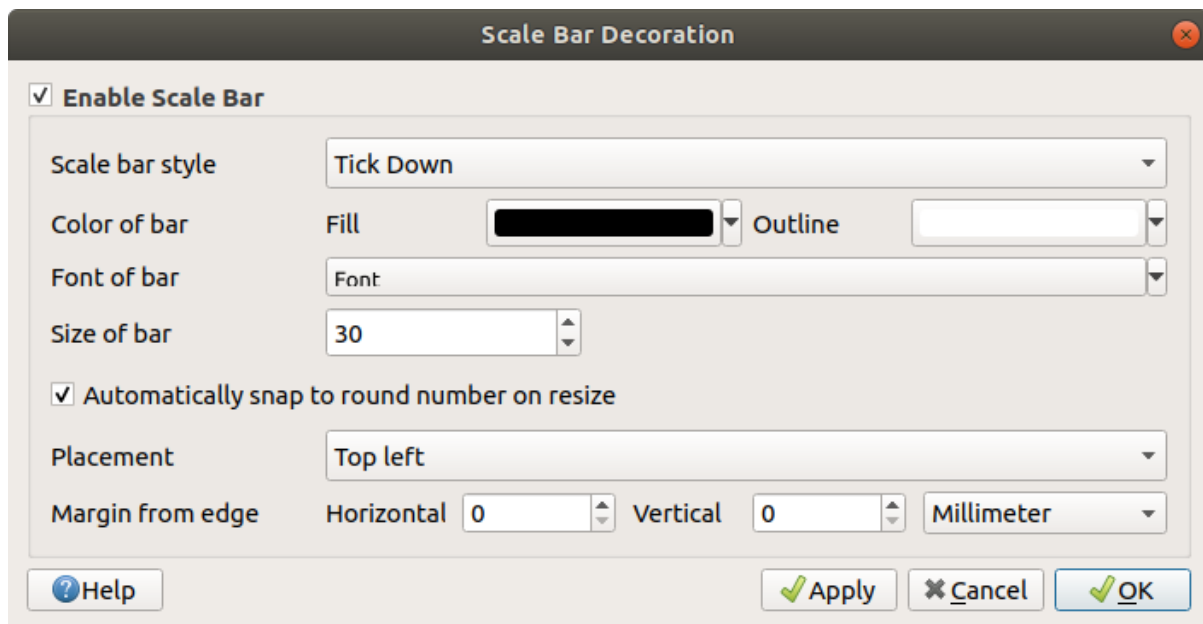 Scale Bar Decoration
Enable Scale Bar
Scale bar style Tick Down
Color of bar Fill Outline
Font of bar Font
Size of bar 30
Automatically snap to round number on resize
Placement Top left
Margin from edge Horizontal 0 Vertical 0 Millimeter
Help Apply Cancel OK